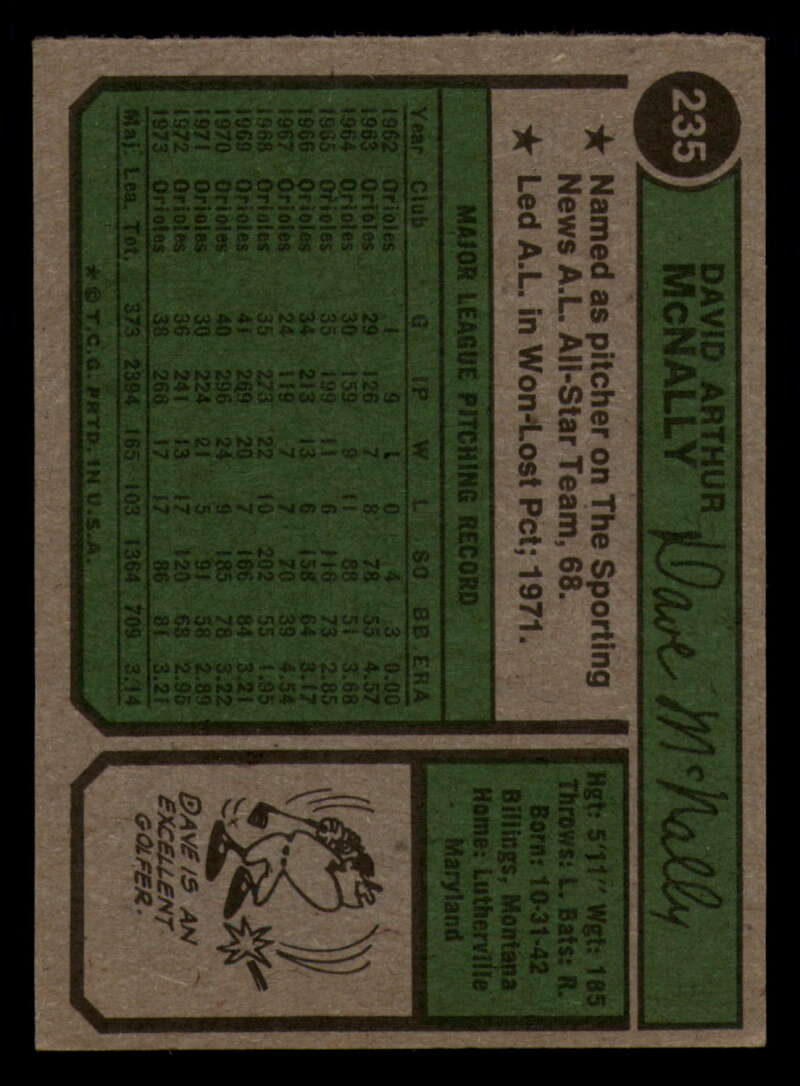 235
DAVID ARTHUR
McNALLY
Dave McNally
★ Named as pitcher on The Sporting
News A.L. All-Star Team, 68.
★ Led A.L. in Won-Lost Pct; 1971.
MAJOR LEAGUE PITCHING RECORD
Year Club G IP W L SO BB ERA
1962 Orioles 1 9 1 0 4 3 0.00
1963 Orioles 29 126 7 8 78 55 4.57
1964 Orioles 30 159 9 11 88 51 3.68
1965 Orioles 35 199 11 6 116 73 2.85
1966 Orioles 34 213 13 6 158 64 3.17
1967 Orioles 24 119 7 7 70 39 4.54
1968 Orioles 35 273 22 10 202 55 1.95
1969 Orioles 41 269 20 7 166 84 3.21
1970 Orioles 40 296 24 9 185 78 3.22
1971 Orioles 30 224 21 5 91 58 2.89
1972 Orioles 36 241 13 17 120 68 2.95
1973 Orioles 38 266 17 17 86 81 3.21
Maj. Lea. Tot. 373 2384 165 103 1364 709 3.14
* © T.C.G. PRTD. IN U.S.A.
Hgt: 5'11" Wgt: 185
Throws: L. Bats: R.
Born: 10-31-42
Billings, Montana
Home: Lutherville
Maryland
DAVE IS AN
EXCELLENT
GOLFER.